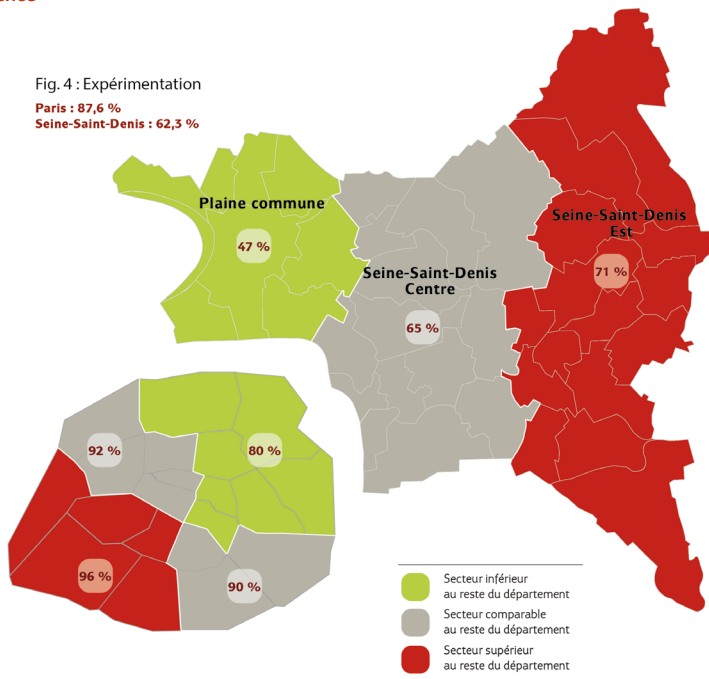 Fig. 4 : Expérimentation
Paris : 87,6 %
Seine-Saint-Denis : 62,3 %
Plaine commune
47 %
Seine-Saint-Denis
Centre
65 %
Seine-Saint-Denis
Est
71 %
92 %
80 %
96 %
90 %
Secteur inférieur
au reste du département
Secteur comparable
au reste du département
Secteur supérieur
au reste du département